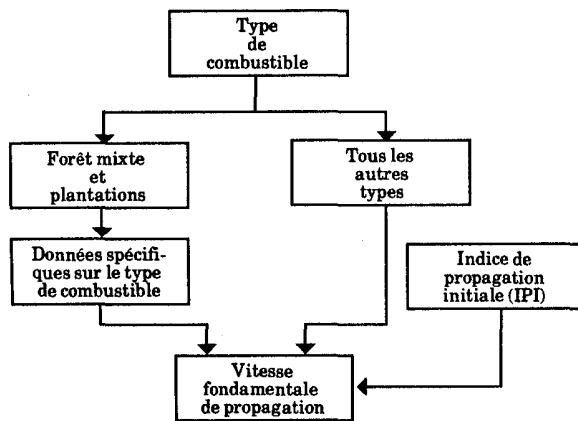 Type
de
combustible
Forêt mixte
et
plantations
Tous les
autres
types
Données spécifi-
ques sur le type
de combustible
Indice de
propagation
initiale (IPI)
Vitesse
fondamentale
de propagation